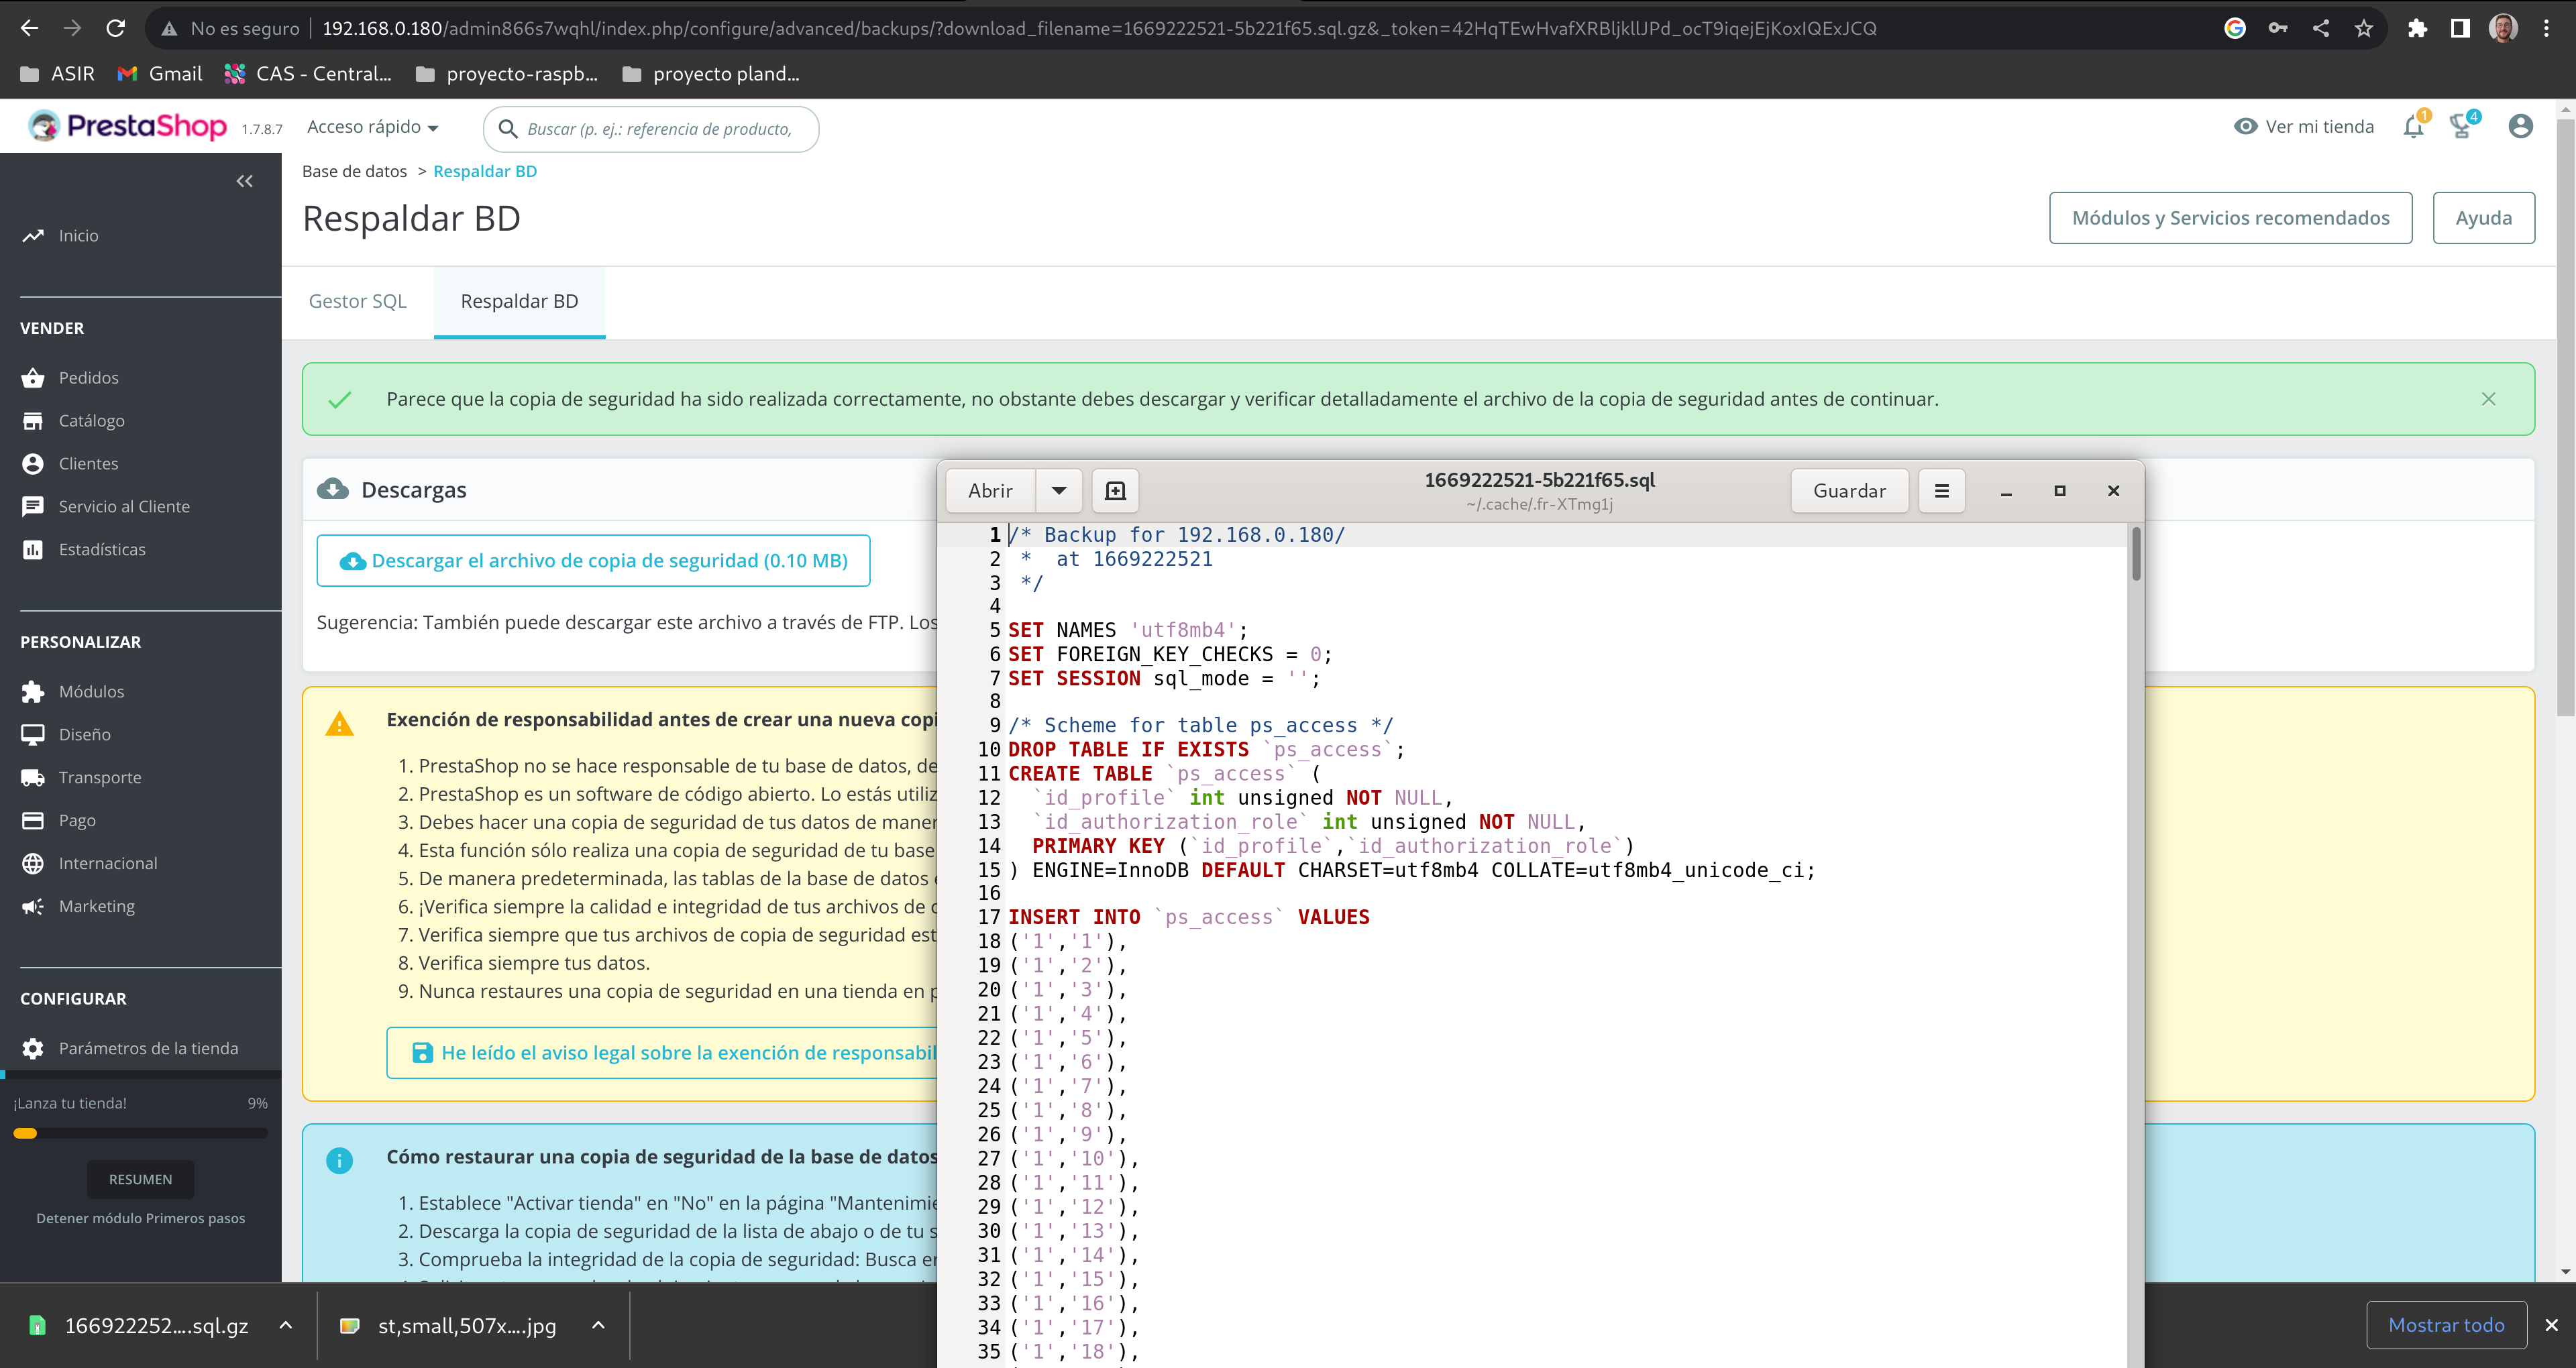 No es seguro | 192.168.0.180/admin866s7wqhl/index.php/configure/advanced/backups/?download_filename=1669222521-5b221f65.sql.gz&_token=42HqTEwHvafXRBljkllJPd_ocT9iqejEjKoxIQExJCQ
ASIR Gmail CAS - Central... proyecto-raspb... proyecto pland...
PrestaShop 1.7.8.7 Acceso rápido Buscar (p. ej.: referencia de producto, Ver mi tienda 1 4
Base de datos > Respaldar BD
Respaldar BD
Módulos y Servicios recomendados Ayuda
Gestor SQL Respaldar BD
Inicio
VENDER
Pedidos
Catálogo
Clientes
Servicio al Cliente
Estadísticas
PERSONALIZAR
Módulos
Diseño
Transporte
Pago
Internacional
Marketing
CONFIGURAR
Parámetros de la tienda
¡Lanza tu tienda! 9%
RESUMEN
Detener módulo Primeros pasos
Parece que la copia de seguridad ha sido realizada correctamente, no obstante debes descargar y verificar detalladamente el archivo de la copia de seguridad antes de continuar.
Descargas
Descargar el archivo de copia de seguridad (0.10 MB)
Sugerencia: También puede descargar este archivo a través de FTP. Los
Exención de responsabilidad antes de crear una nueva copi
1. PrestaShop no se hace responsable de tu base de datos, de
2. PrestaShop es un software de código abierto. Lo estás utiliz
3. Debes hacer una copia de seguridad de tus datos de maner
4. Esta función sólo realiza una copia de seguridad de tu base
5. De manera predeterminada, las tablas de la base de datos
6. ¡Verifica siempre la calidad e integridad de tus archivos de
7. Verifica siempre que tus archivos de copia de seguridad est
8. Verifica siempre tus datos.
9. Nunca restaures una copia de seguridad en una tienda en p
He leído el aviso legal sobre la exención de responsabil
Cómo restaurar una copia de seguridad de la base de datos
1. Establece "Activar tienda" en "No" en la página "Mantenimie
2. Descarga la copia de seguridad de la lista de abajo o de tu s
3. Comprueba la integridad de la copia de seguridad: Busca er
Abrir 1669222521-5b221f65.sql Guardar
~/.cache/.fr-XTmg1j
1 /* Backup for 192.168.0.180/
2 *  at 1669222521
3 */
4
5 SET NAMES 'utf8mb4';
6 SET FOREIGN_KEY_CHECKS = 0;
7 SET SESSION sql_mode = '';
8
9 /* Scheme for table ps_access */
10 DROP TABLE IF EXISTS `ps_access`;
11 CREATE TABLE `ps_access` (
12 `id_profile` int unsigned NOT NULL,
13 `id_authorization_role` int unsigned NOT NULL,
14 PRIMARY KEY (`id_profile`,`id_authorization_role`)
15 ) ENGINE=InnoDB DEFAULT CHARSET=utf8mb4 COLLATE=utf8mb4_unicode_ci;
16
17 INSERT INTO `ps_access` VALUES
18 ('1','1'),
19 ('1','2'),
20 ('1','3'),
21 ('1','4'),
22 ('1','5'),
23 ('1','6'),
24 ('1','7'),
25 ('1','8'),
26 ('1','9'),
27 ('1','10'),
28 ('1','11'),
29 ('1','12'),
30 ('1','13'),
31 ('1','14'),
32 ('1','15'),
33 ('1','16'),
34 ('1','17'),
35 ('1','18'),
166922252....sql.gz st,small,507x....jpg Mostrar todo